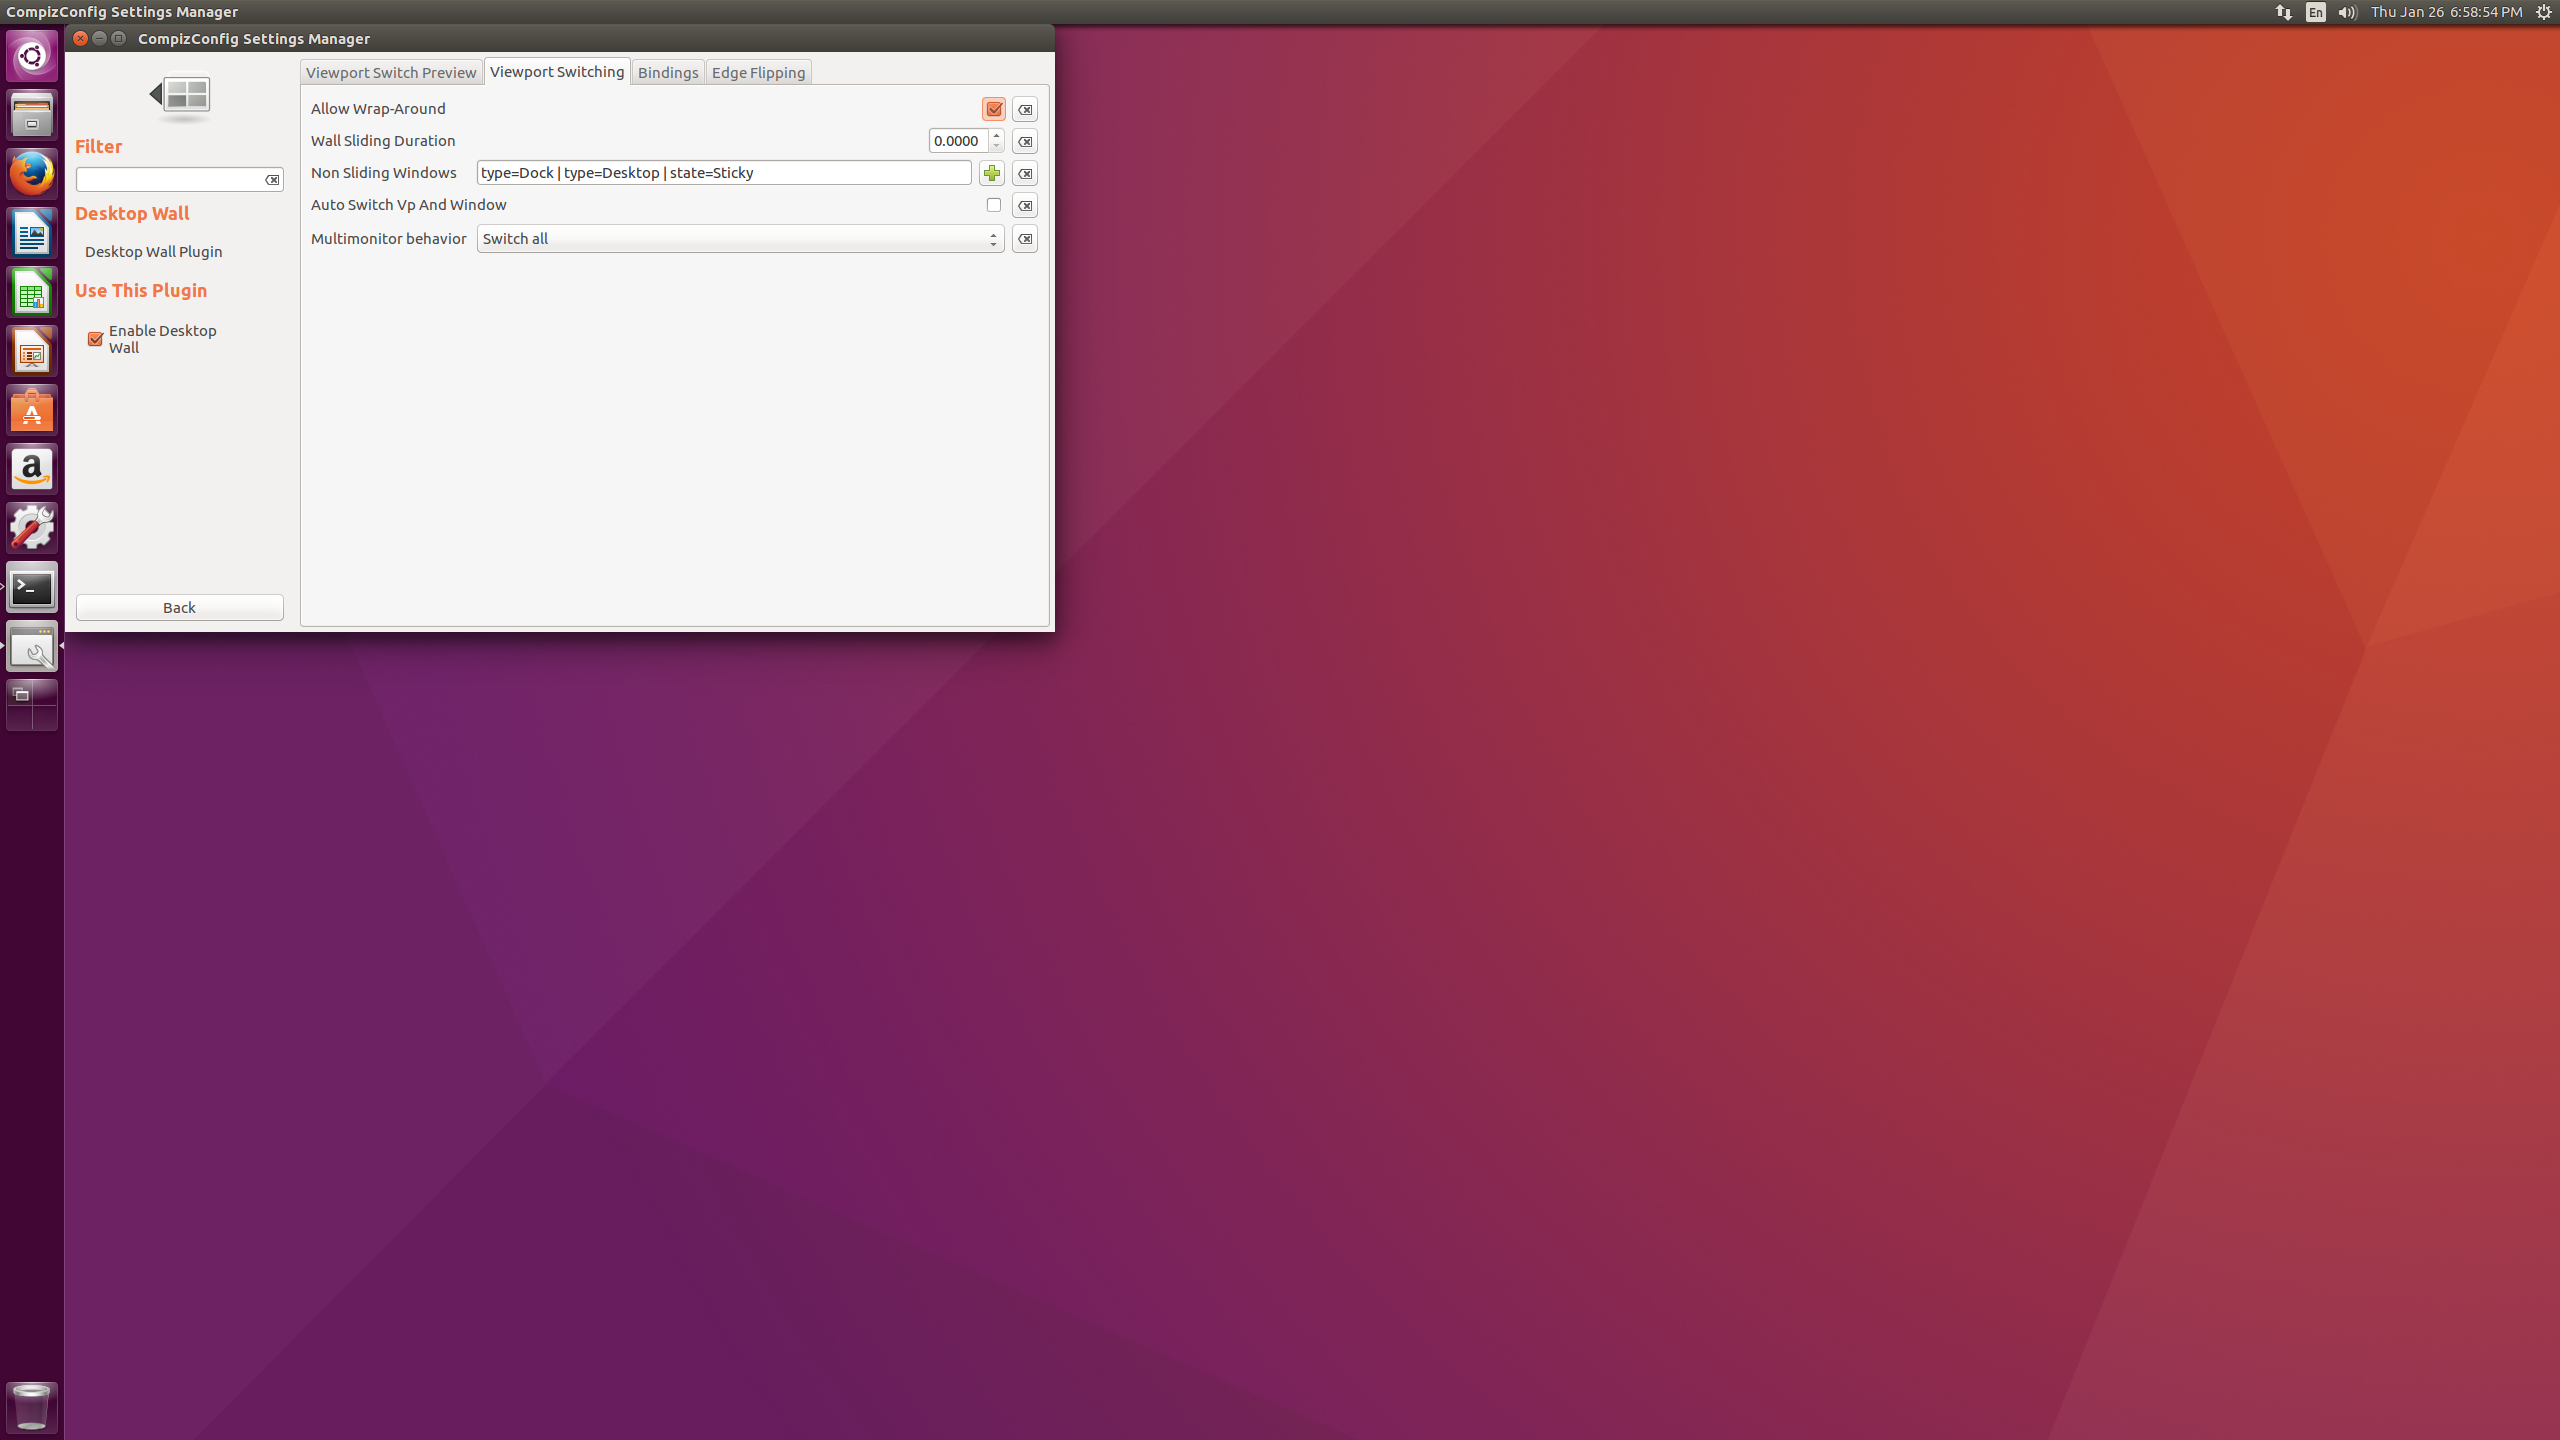 CompizConfig Settings Manager
En
Thu Jan 26 6:58:54 PM
CompizConfig Settings Manager
Filter
Desktop Wall
Desktop Wall Plugin
Use This Plugin
Enable Desktop
Wall
Back
Viewport Switch Preview
Viewport Switching
Bindings
Edge Flipping
Allow Wrap-Around
Wall Sliding Duration
0.0000
Non Sliding Windows
type=Dock | type=Desktop | state=Sticky
Auto Switch Vp And Window
Multimonitor behavior
Switch all